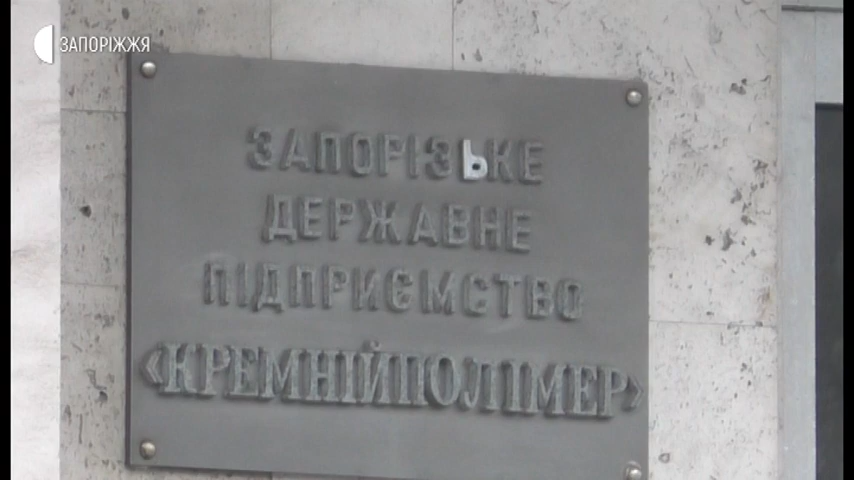 ЗАПОРІЖЖЯ
ЗАПОРІЗЬКЕ
ДЕРЖАВНЕ
ПІДПРИЄМСТВО
«КРЕМНІЙПОЛІМЕР»